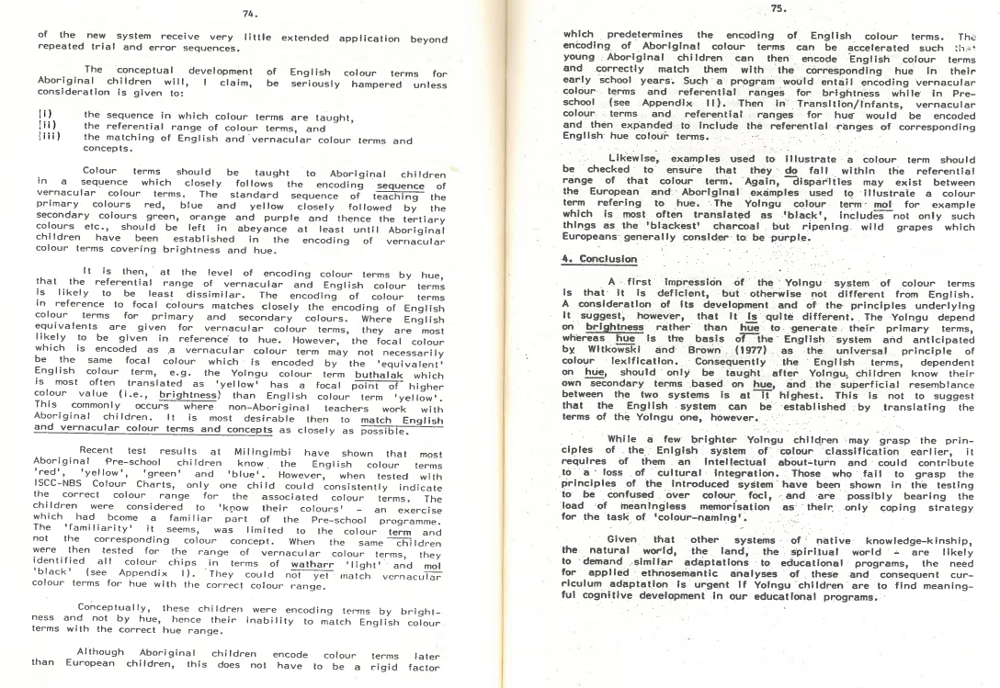 74.
of the new system receive very little extended application beyond
repeated trial and error sequences.
The conceptual development of English colour terms for
Aboriginal children will, I claim, be seriously hampered unless
consideration is given to:
(i) the sequence in which colour terms are taught,
(ii) the referential range of colour terms, and
(iii) the matching of English and vernacular colour terms and
concepts.
Colour terms should be taught to Aboriginal children
in a sequence which closely follows the encoding sequence of
vernacular colour terms. The standard sequence of teaching the
primary colours red, blue and yellow closely followed by the
secondary colours green, orange and purple and thence the tertiary
colours etc., should be left in abeyance at least until Aboriginal
children have been established in the encoding of vernacular
colour terms covering brightness and hue.
It is then, at the level of encoding colour terms by hue,
that the referential range of vernacular and English colour terms
is likely to be least dissimilar. The encoding of colour terms
in reference to focal colours matches closely the encoding of English
colour terms for primary and secondary colours. Where English
equivalents are given for vernacular colour terms, they are most
likely to be given in reference to hue. However, the focal colour
which is encoded as a vernacular colour term may not necessarily
be the same focal colour which is encoded by the 'equivalent'
English colour term, e.g. the Yolngu colour term buthalak which
is most often translated as 'yellow' has a focal point of higher
colour value (i.e., brightness) than English colour term 'yellow'.
This commonly occurs where non-Aboriginal teachers work with
Aboriginal children. It is most desirable then to match English
and vernacular colour terms and concepts as closely as possible.
Recent test results at Milingimbi have shown that most
Aboriginal Pre-school children know the English colour terms
'red', 'yellow', 'green' and 'blue'. However, when tested with
ISCC-NBS Colour Charts, only one child could consistently indicate
the correct colour range for the associated colour terms. The
children were considered to 'know their colours' - an exercise
which had bcome a familiar part of the Pre-school programme.
The 'familiarity' it seems, was limited to the colour term and
not the corresponding colour concept. When the same children
were then tested for the range of vernacular colour terms, they
identified all colour chips in terms of watharr 'light' and mol
'black' (see Appendix I). They could not yet match vernacular
colour terms for hue with the correct colour range.
Conceptually, these children were encoding terms by bright-
ness and not by hue, hence their inability to match English colour
terms with the correct hue range.
Although Aboriginal children encode colour terms later
than European children, this does not have to be a rigid factor
75.
which predetermines the encoding of English colour terms. The
encoding of Aboriginal colour terms can be accelerated such that
young Aboriginal children can then encode English colour terms
and correctly match them with the corresponding hue in their
early school years. Such a program would entail encoding vernacular
colour terms and referential ranges for brightness while in Pre-
school (see Appendix II). Then in Transition/Infants, vernacular
colour terms and referential ranges for hue would be encoded
and then expanded to include the referential ranges of corresponding
English hue colour terms.
Likewise, examples used to illustrate a colour term should
be checked to ensure that they do fall within the referential
range of that colour term. Again, disparities may exist between
the European and Aboriginal examples used to illustrate a colour
term refering to hue. The Yolngu colour term mol for example
which is most often translated as 'black', includes not only such
things as the 'blackest' charcoal but ripening wild grapes which
Europeans generally consider to be purple.
4. Conclusion
A first impression of the Yolngu system of colour terms
is that it is deficient, but otherwise not different from English.
A consideration of its development and of the principles underlying
it suggest, however, that it is quite different. The Yolngu depend
on brightness rather than hue to generate their primary terms,
whereas hue is the basis of the English system and anticipated
by Witkowski and Brown (1977) as the universal principle of
colour lexification. Consequently the English terms, dependent
on hue, should only be taught after Yolngu children know their
own secondary terms based on hue, and the superficial resemblance
between the two systems is at it highest. This is not to suggest
that the English system can be established by translating the
terms of the Yolngu one, however.
While a few brighter Yolngu children may grasp the prin-
ciples of the Enlgish system of colour classification earlier, it
requires of them an intellectual about-turn and could contribute
to a loss of cultural integration. Those who fail to grasp the
principles of the introduced system have been shown in the testing
to be confused over colour foci, and are possibly bearing the
load of meaningless memorisation as their only coping strategy
for the task of 'colour-naming'.
Given that other systems of native knowledge-kinship,
the natural world, the land, the spiritual world - are likely
to demand similar adaptations to educational programs, the need
for applied ethnosemantic analyses of these and consequent cur-
riculum adaptation is urgent if Yolngu children are to find meaning-
ful cognitive development in our educational programs.